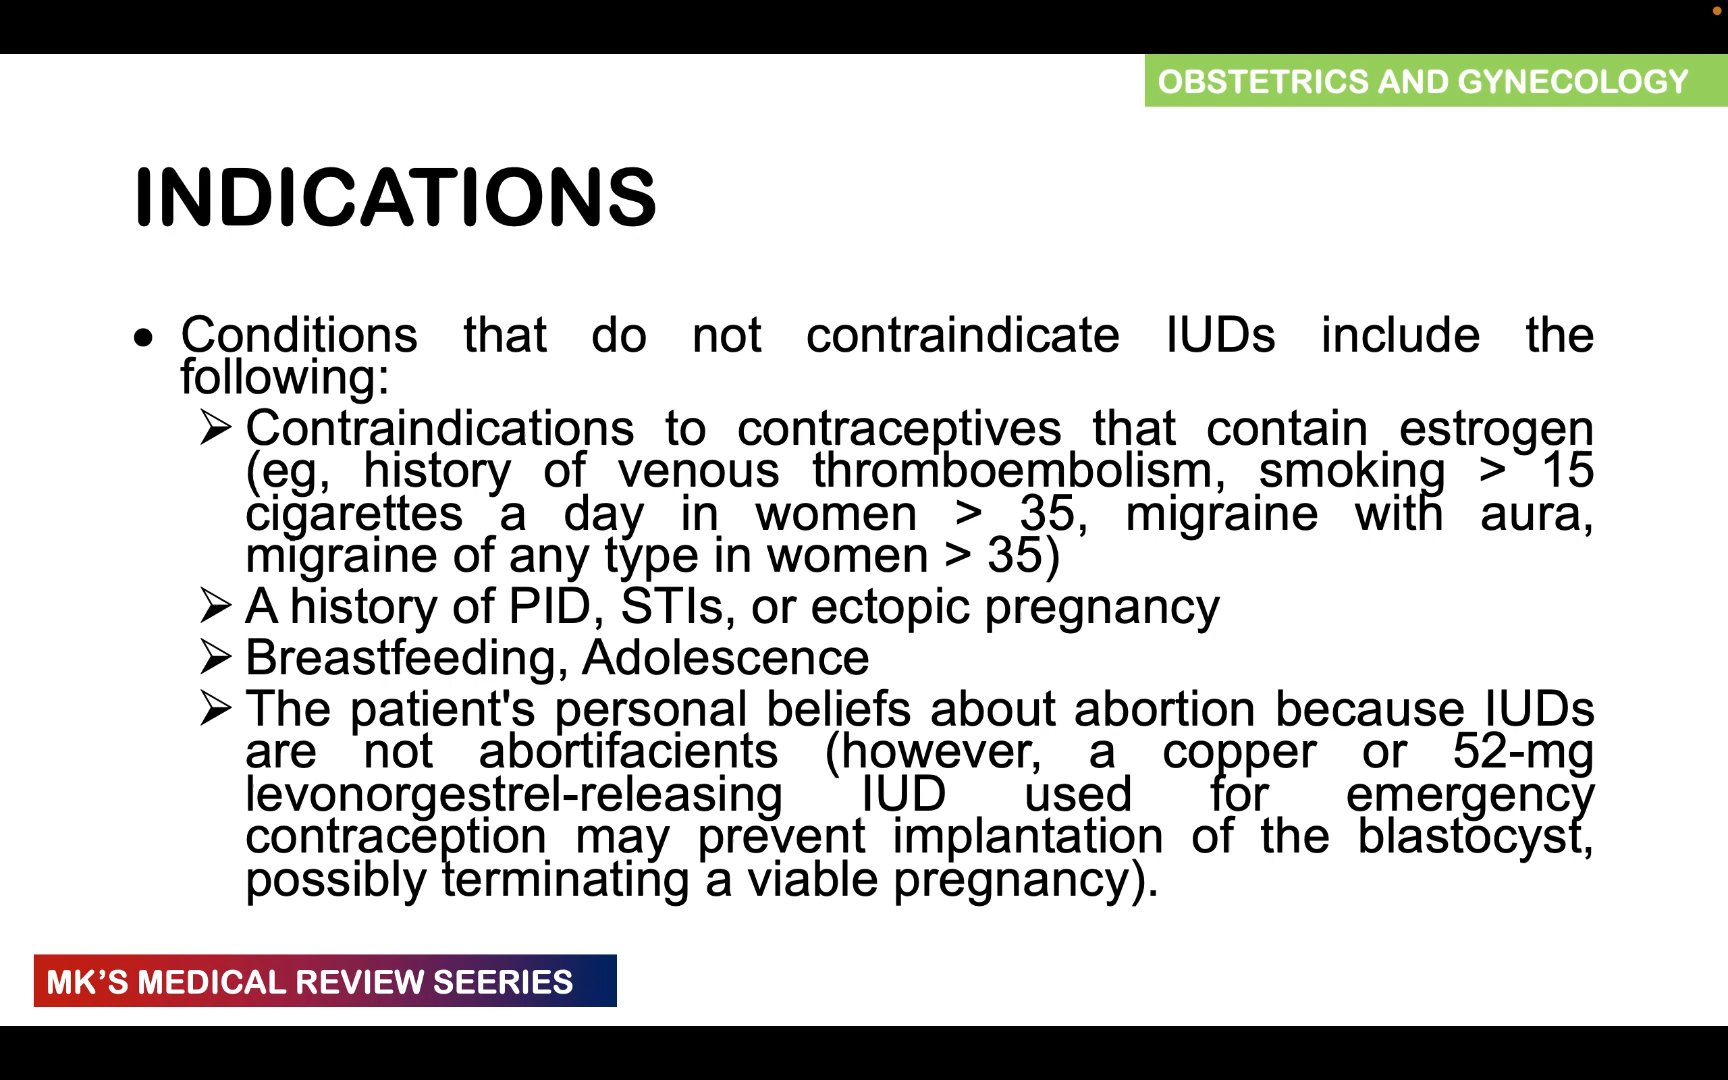 OBSTETRICS AND GYNECOLOGY
INDICATIONS
• Conditions that do not contraindicate IUDs include the
following:
➢ Contraindications to contraceptives that contain estrogen
(eg, history of venous thromboembolism, smoking > 15
cigarettes a day in women > 35, migraine with aura,
migraine of any type in women > 35)
➢ A history of PID, STIs, or ectopic pregnancy
➢ Breastfeeding, Adolescence
➢ The patient's personal beliefs about abortion because IUDs
are not abortifacients (however, a copper or 52-mg
levonorgestrel-releasing IUD used for emergency
contraception may prevent implantation of the blastocyst,
possibly terminating a viable pregnancy).
MK’S MEDICAL REVIEW SEERIES